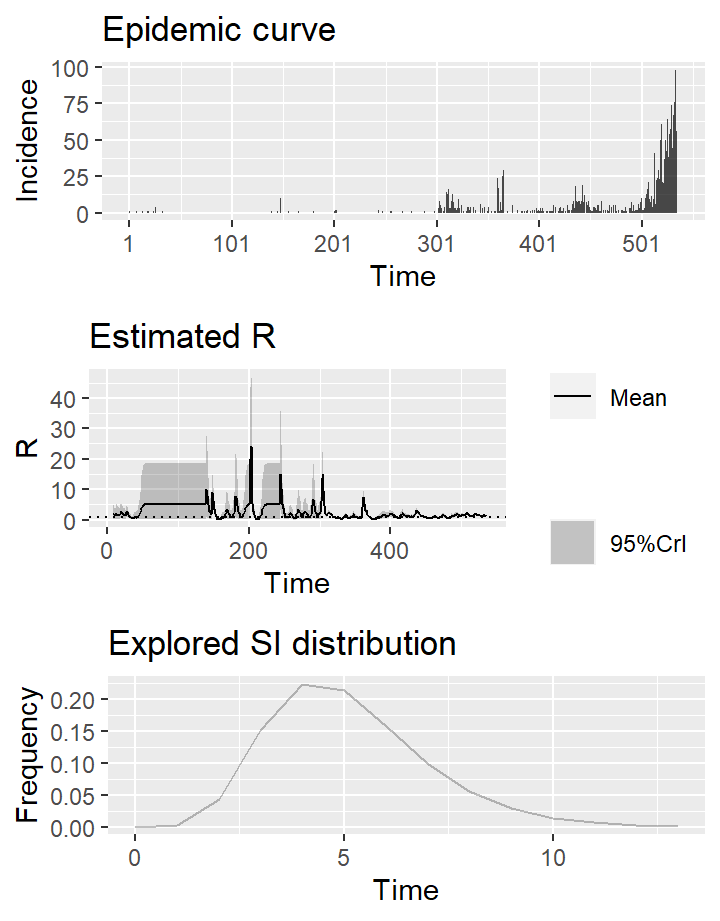 Epidemic curve
100
75
50
25
0
Incidence
1 101 201 301 401 501
Time
Estimated R
40
30
20
10
0
R
0 200 400
Time
Mean
95%CrI
Explored SI distribution
0.20
0.15
0.10
0.05
0.00
Frequency
0 5 10
Time